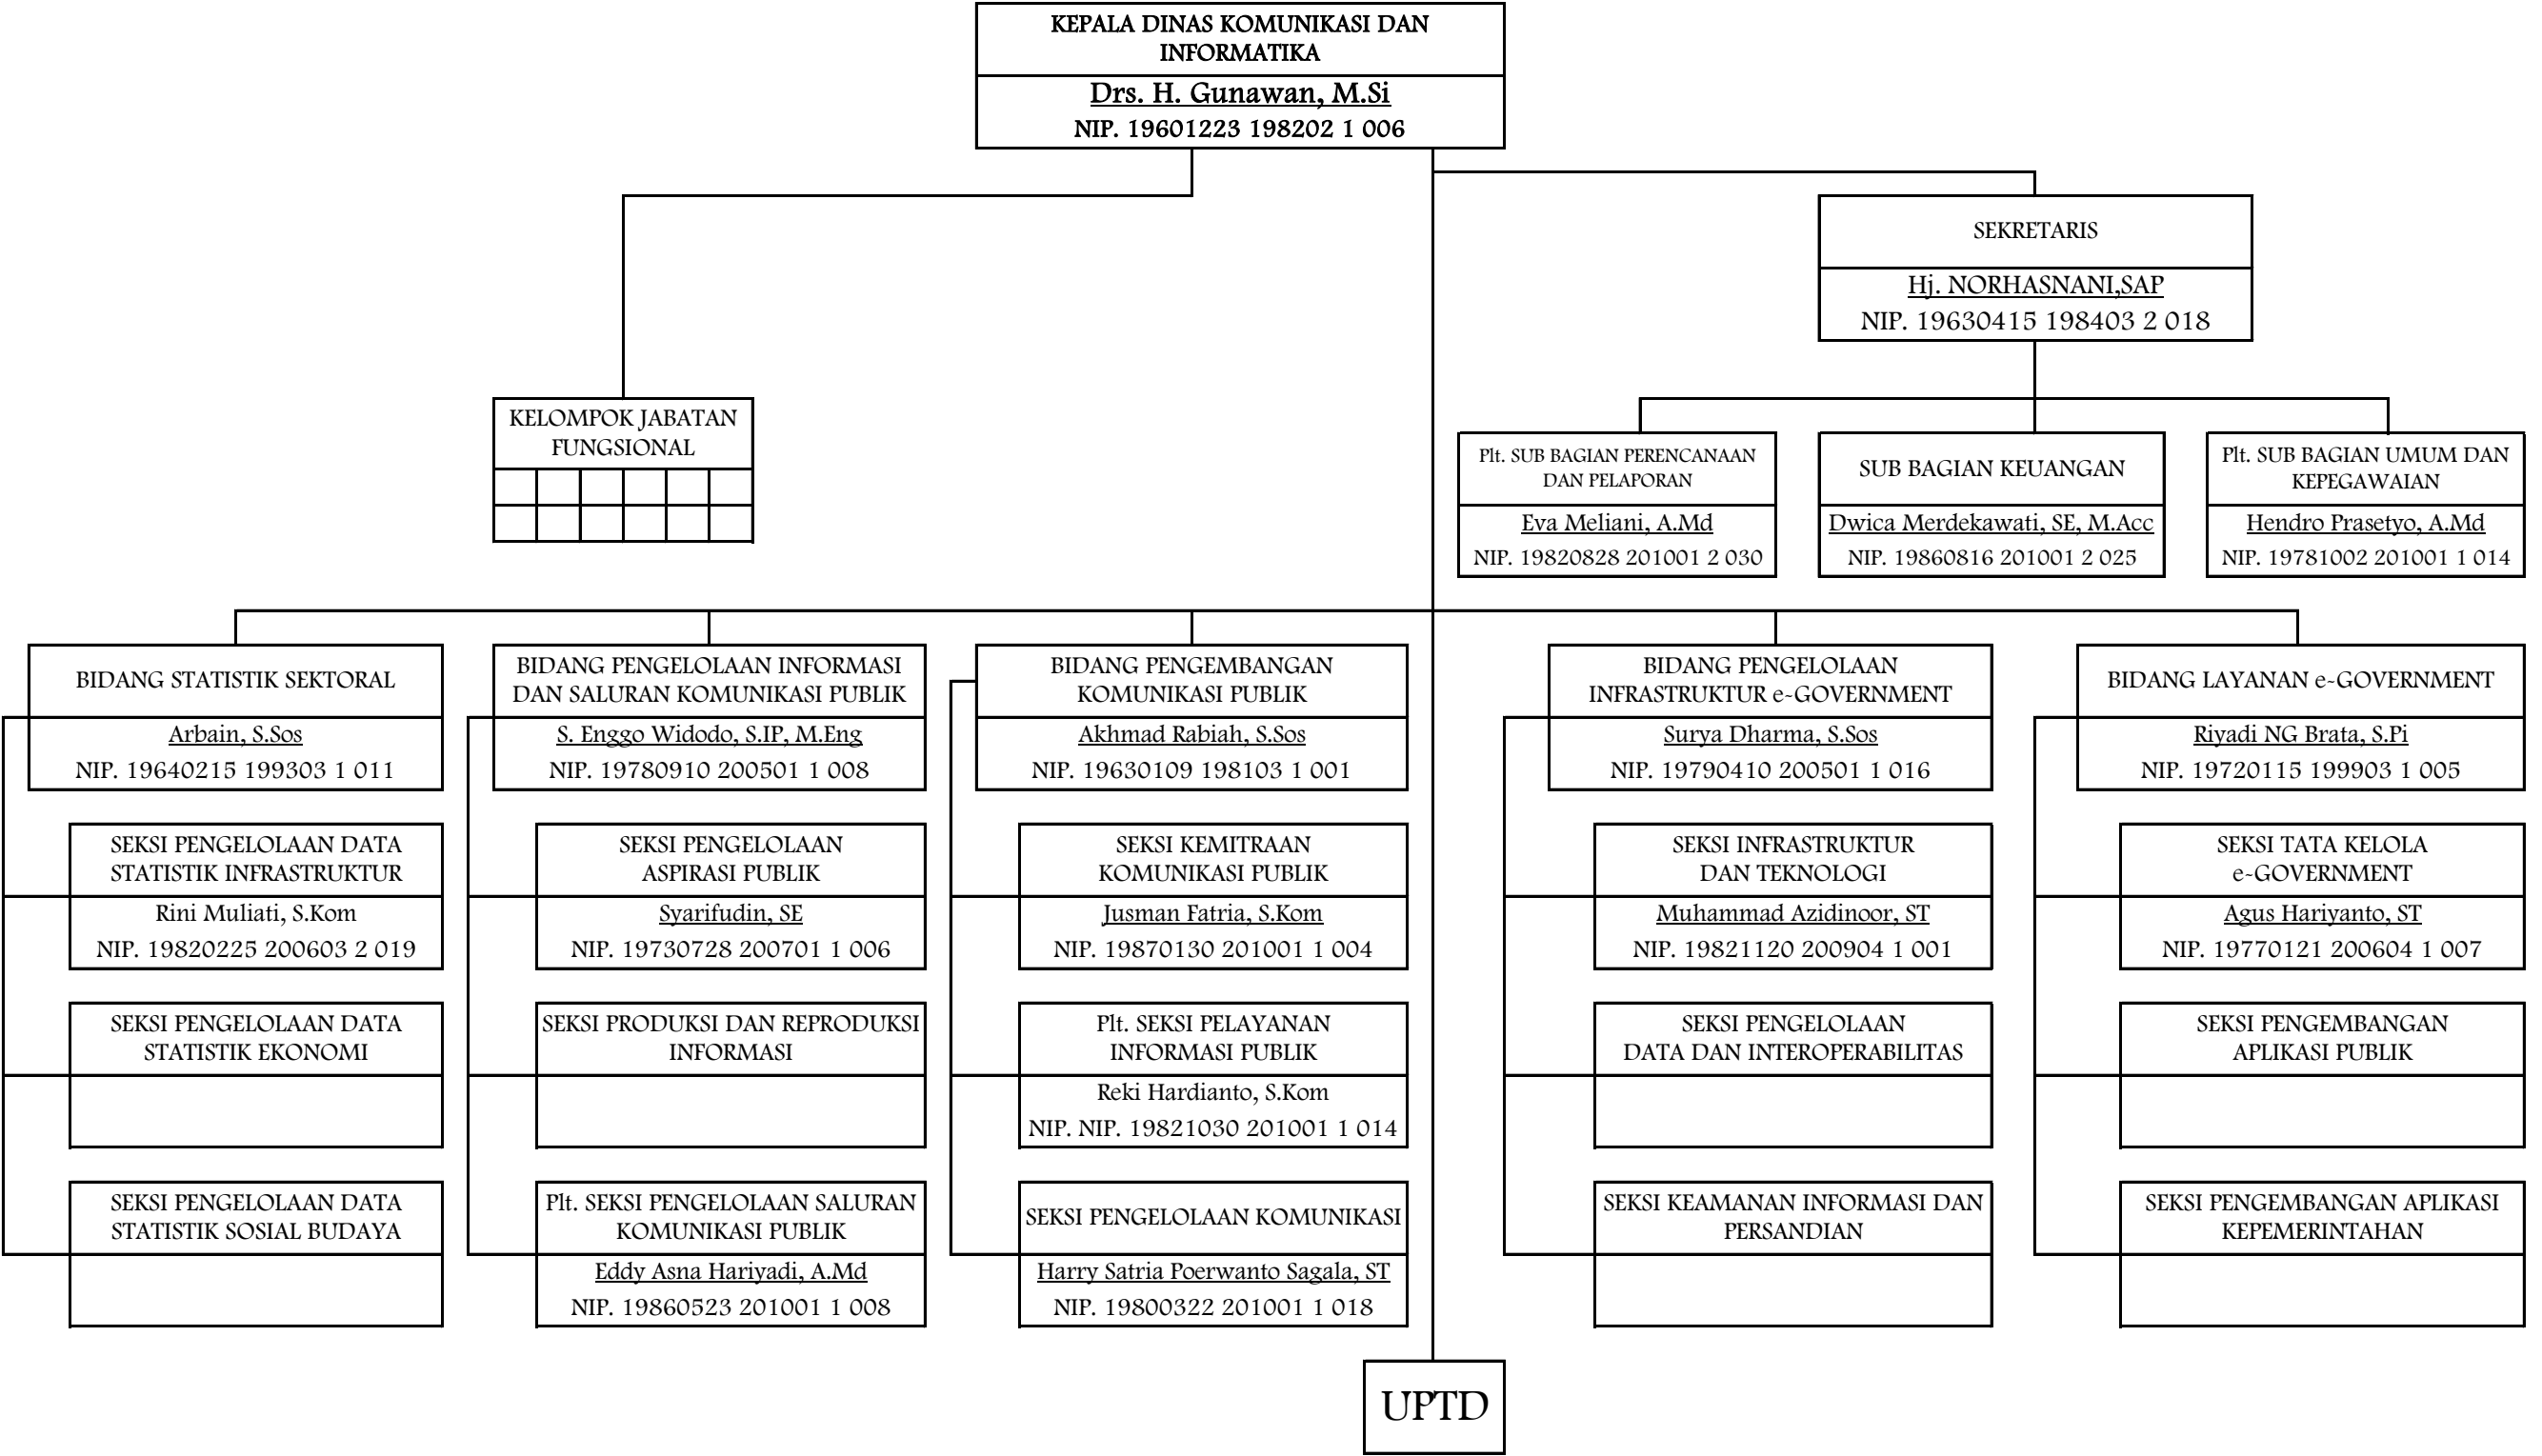 KEPALA DINAS KOMUNIKASI DAN
INFORMATIKA
Drs. H. Gunawan, M.Si
NIP. 19601223 198202 1 006
SEKRETARIS
Hj. NORHASNANI,SAP
NIP. 19630415 198403 2 018
KELOMPOK JABATAN
FUNGSIONAL
Plt. SUB BAGIAN PERENCANAAN
DAN PELAPORAN
Eva Meliani, A.Md
NIP. 19820828 201001 2 030
SUB BAGIAN KEUANGAN
Dwica Merdekawati, SE, M.Acc
NIP. 19860816 201001 2 025
Plt. SUB BAGIAN UMUM DAN
KEPEGAWAIAN
Hendro Prasetyo, A.Md
NIP. 19781002 201001 1 014
BIDANG STATISTIK SEKTORAL
Arbain, S.Sos
NIP. 19640215 199303 1 011
SEKSI PENGELOLAAN DATA
STATISTIK INFRASTRUKTUR
Rini Muliati, S.Kom
NIP. 19820225 200603 2 019
SEKSI PENGELOLAAN DATA
STATISTIK EKONOMI
SEKSI PENGELOLAAN DATA
STATISTIK SOSIAL BUDAYA
BIDANG PENGELOLAAN INFORMASI
DAN SALURAN KOMUNIKASI PUBLIK
S. Enggo Widodo, S.IP, M.Eng
NIP. 19780910 200501 1 008
SEKSI PENGELOLAAN
ASPIRASI PUBLIK
Syarifudin, SE
NIP. 19730728 200701 1 006
SEKSI PRODUKSI DAN REPRODUKSI
INFORMASI
Plt. SEKSI PENGELOLAAN SALURAN
KOMUNIKASI PUBLIK
Eddy Asna Hariyadi, A.Md
NIP. 19860523 201001 1 008
BIDANG PENGEMBANGAN
KOMUNIKASI PUBLIK
Akhmad Rabiah, S.Sos
NIP. 19630109 198103 1 001
SEKSI KEMITRAAN
KOMUNIKASI PUBLIK
Jusman Fatria, S.Kom
NIP. 19870130 201001 1 004
Plt. SEKSI PELAYANAN
INFORMASI PUBLIK
Reki Hardianto, S.Kom
NIP. NIP. 19821030 201001 1 014
SEKSI PENGELOLAAN KOMUNIKASI
Harry Satria Poerwanto Sagala, ST
NIP. 19800322 201001 1 018
BIDANG PENGELOLAAN
INFRASTRUKTUR e-GOVERNMENT
Surya Dharma, S.Sos
NIP. 19790410 200501 1 016
SEKSI INFRASTRUKTUR
DAN TEKNOLOGI
Muhammad Azidinoor, ST
NIP. 19821120 200904 1 001
SEKSI PENGELOLAAN
DATA DAN INTEROPERABILITAS
SEKSI KEAMANAN INFORMASI DAN
PERSANDIAN
BIDANG LAYANAN e-GOVERNMENT
Riyadi NG Brata, S.Pi
NIP. 19720115 199903 1 005
SEKSI TATA KELOLA
e-GOVERNMENT
Agus Hariyanto, ST
NIP. 19770121 200604 1 007
SEKSI PENGEMBANGAN
APLIKASI PUBLIK
SEKSI PENGEMBANGAN APLIKASI
KEPEMERINTAHAN
UPTD